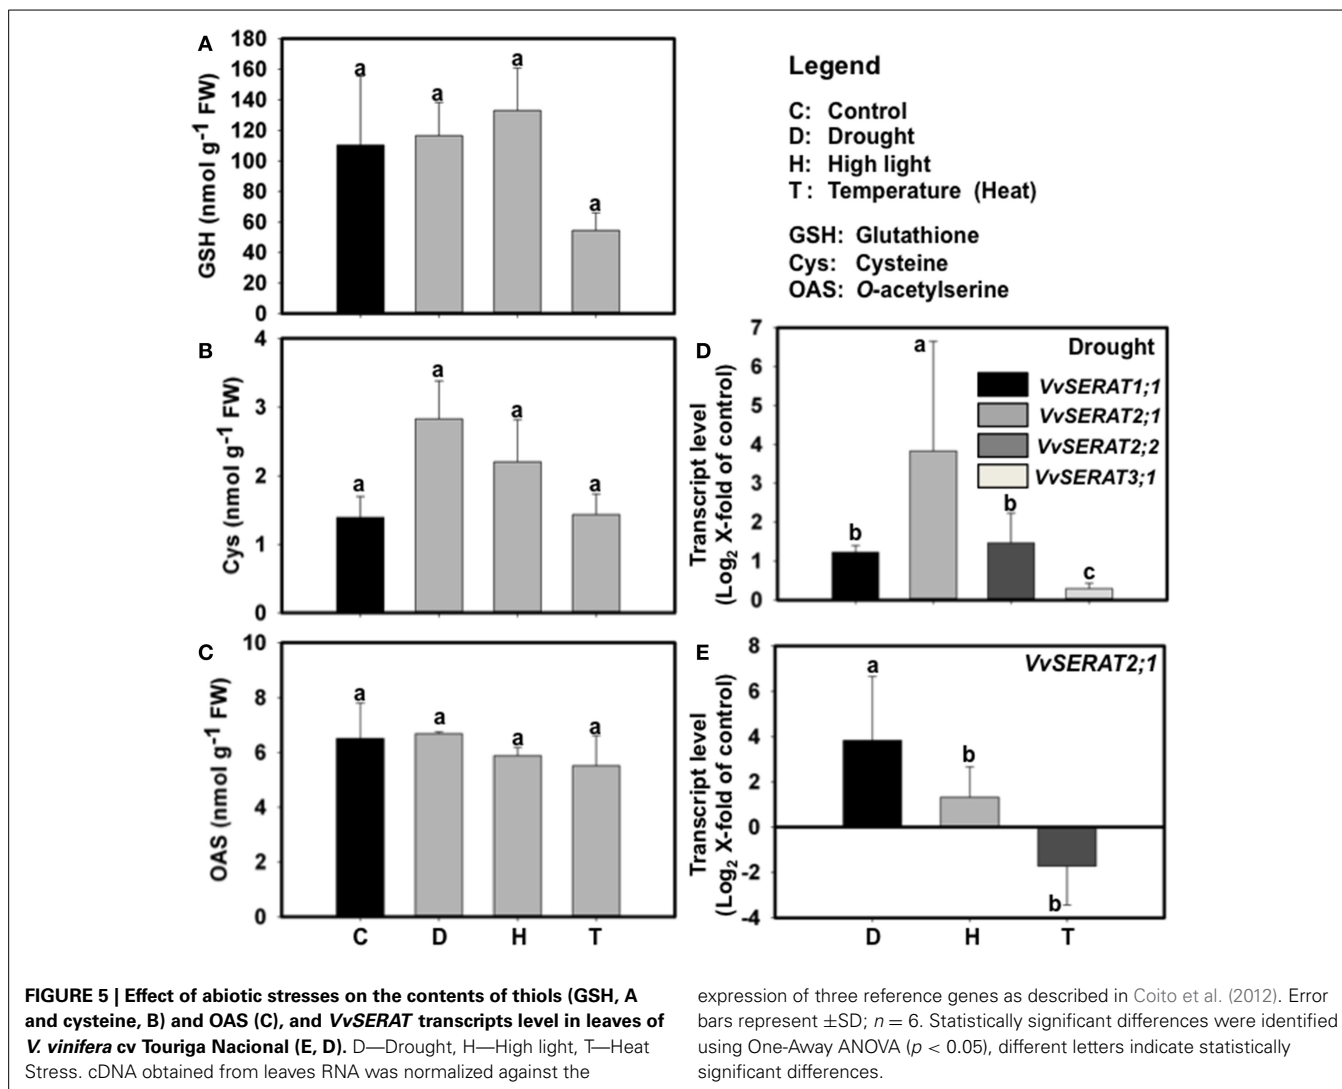 A
180
160
140
120
100
80
60
40
20
0
GSH (nmol g-1 FW)
a
a
a
a
Legend
C: Control
D: Drought
H: High light
T: Temperature (Heat)
GSH: Glutathione
Cys: Cysteine
OAS: O-acetylserine
B
4
3
2
1
0
Cys (nmol g-1 FW)
a
a
a
a
C
10
8
6
4
2
0
OAS (nmol g-1 FW)
a
a
a
a
C D H T
D
7
6
5
4
3
2
1
0
Transcript level
(Log2 X-fold of control)
Drought
VvSERAT1;1
VvSERAT2;1
VvSERAT2;2
VvSERAT3;1
b
a
b
c
E
8
6
4
2
0
-2
-4
Transcript level
(Log2 X-fold of control)
VvSERAT2;1
a
b
b
D H T
FIGURE 5 | Effect of abiotic stresses on the contents of thiols (GSH, A
and cysteine, B) and OAS (C), and VvSERAT transcripts level in leaves of
V. vinifera cv Touriga Nacional (E, D). D—Drought, H—High light, T—Heat
Stress. cDNA obtained from leaves RNA was normalized against the
expression of three reference genes as described in Coito et al. (2012). Error
bars represent ±SD; n = 6. Statistically significant differences were identified
using One-Away ANOVA (p < 0.05), different letters indicate statistically
significant differences.